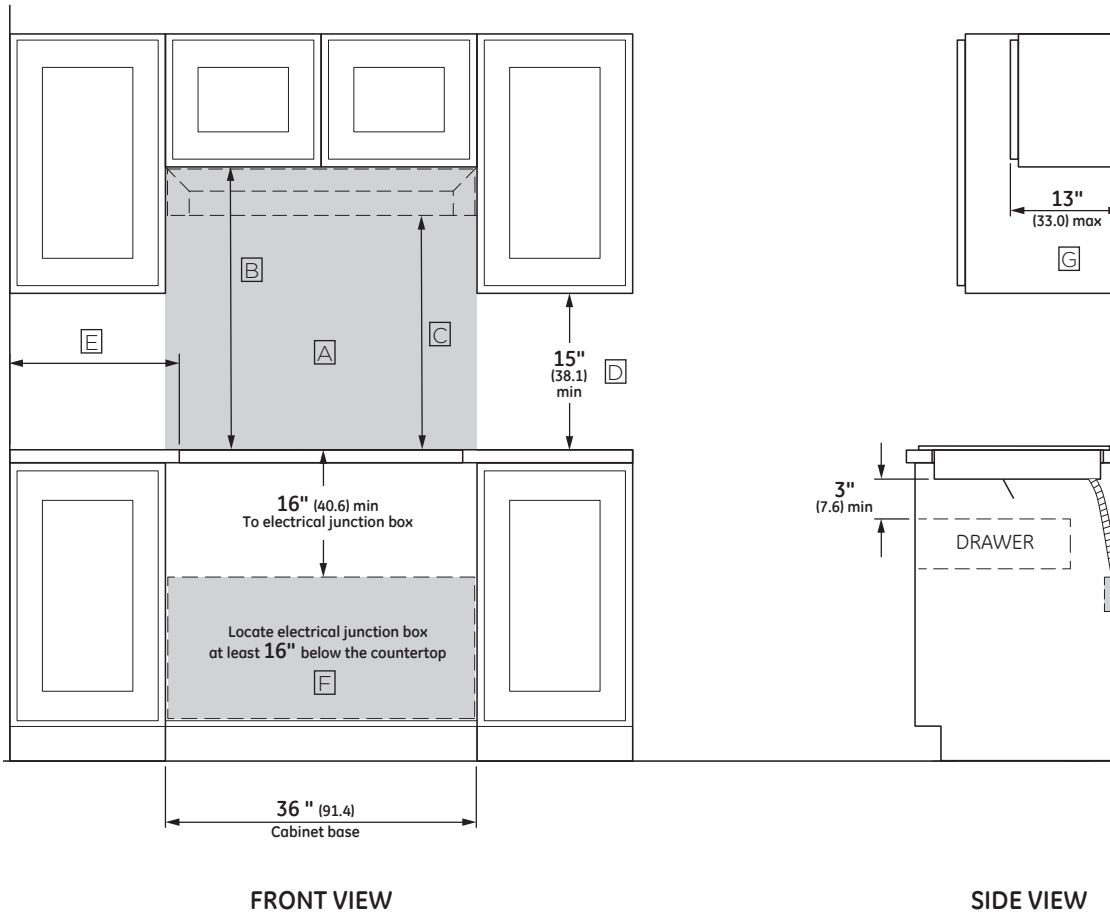 13"
(33.0) max
G
B
C
E
A
15"
(38.1)
min
D
16" (40.6) min
To electrical junction box
3"
(7.6) min
DRAWER
Locate electrical junction box
at least 16" below the countertop
F
36 " (91.4)
Cabinet base
FRONT VIEW
SIDE VIEW